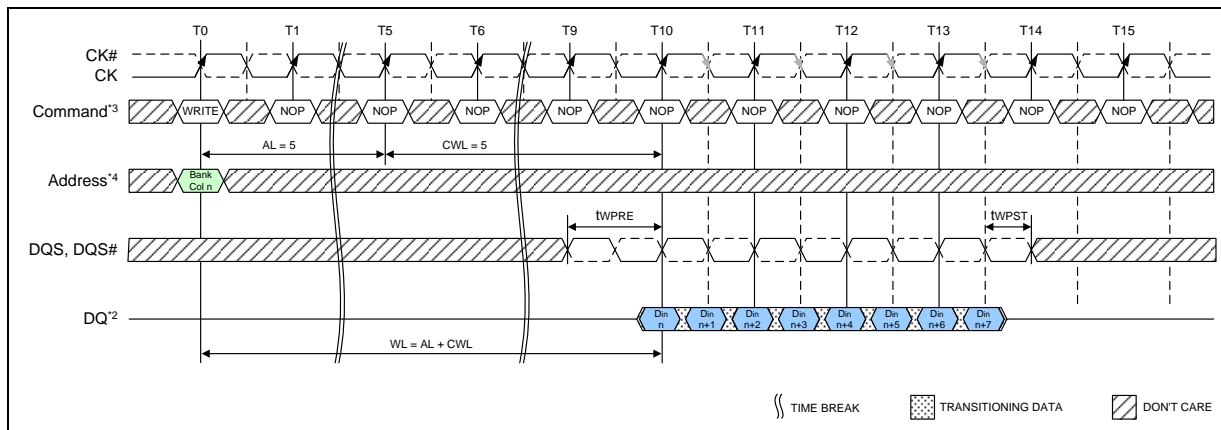 T0 T1 T5 T6 T9 T10 T11 T12 T13 T14 T15
CK#
CK
Command*3 WRITE NOP NOP NOP NOP NOP NOP NOP NOP NOP NOP
AL = 5 CWL = 5
Address*4 Bank Col n
tWPRE tWPST
DQS, DQS#
DQ*2 Din n Din n+1 Din n+2 Din n+3 Din n+4 Din n+5 Din n+6 Din n+7
WL = AL + CWL
TIME BREAK TRANSITIONING DATA DON'T CARE